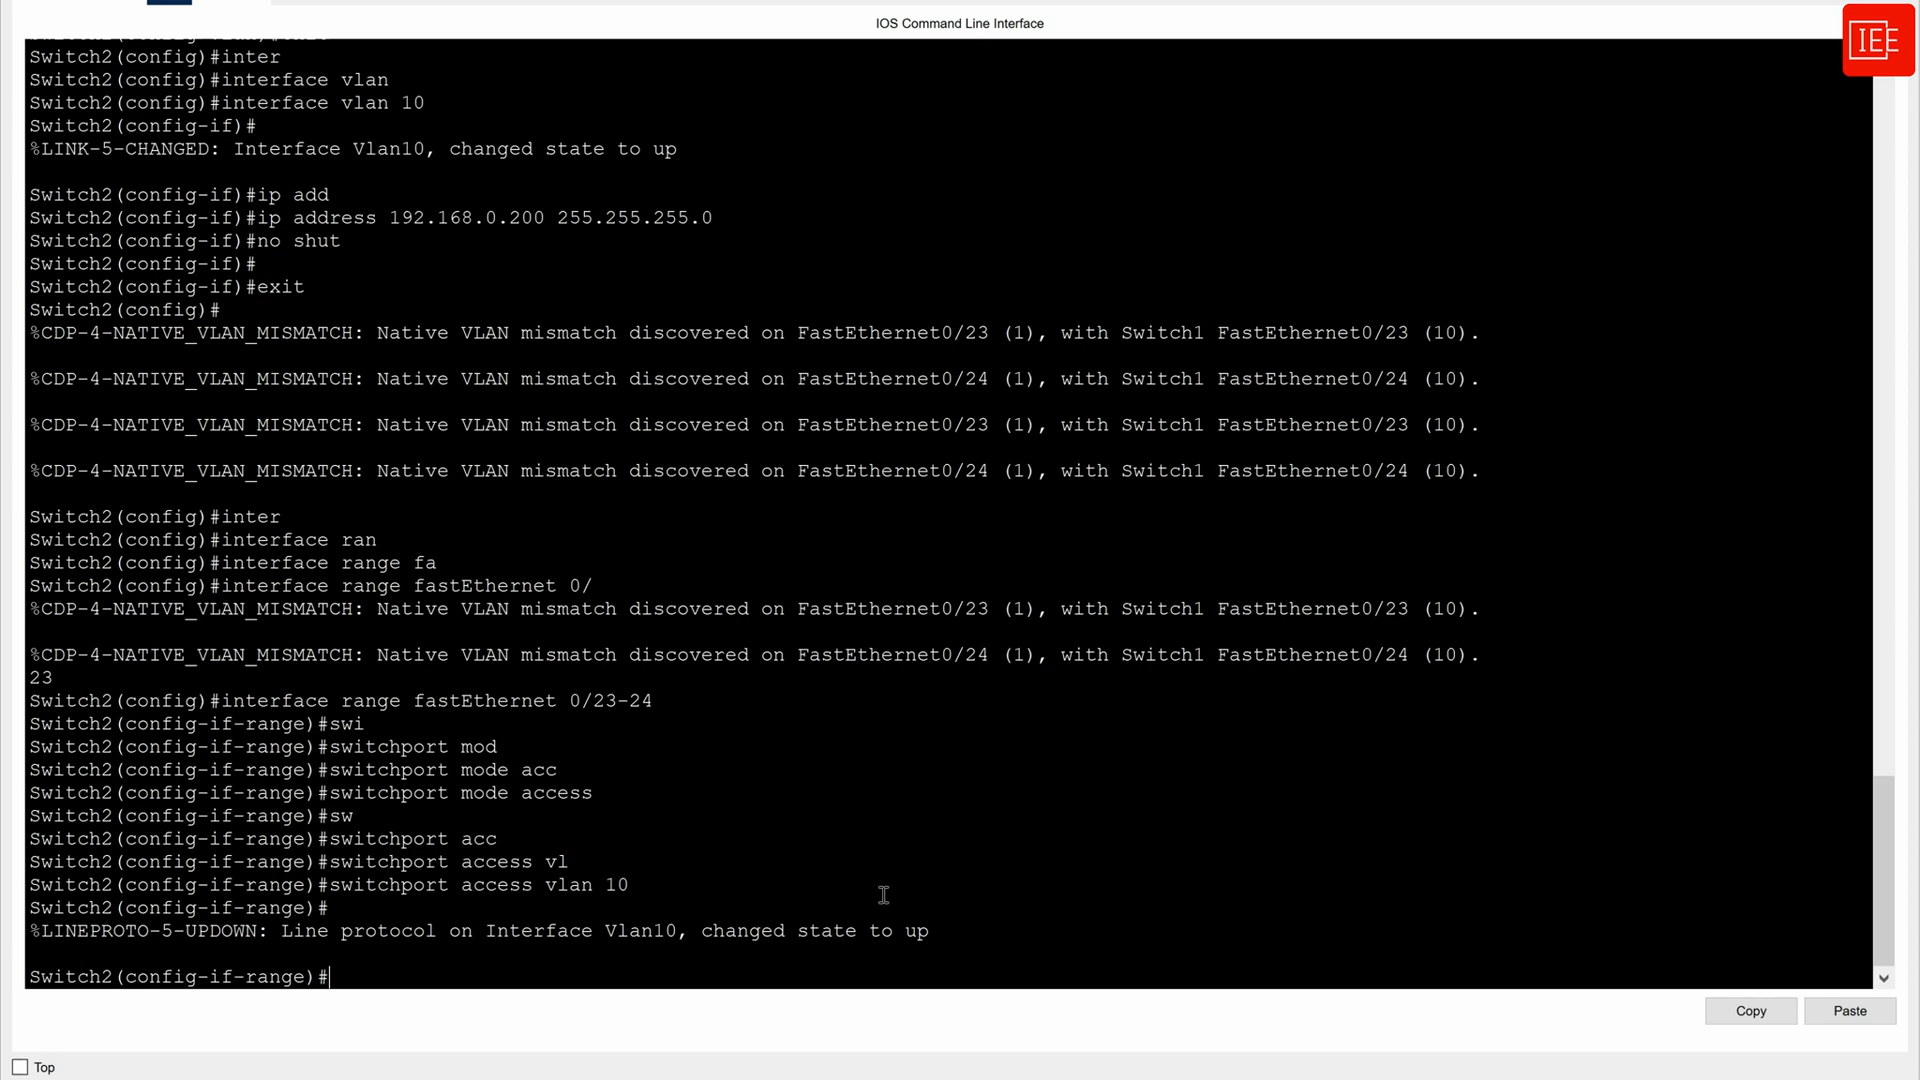 IOS Command Line Interface
IEE
Switch2(config)#inter
Switch2(config)#interface vlan
Switch2(config)#interface vlan 10
Switch2(config-if)#
%LINK-5-CHANGED: Interface Vlan10, changed state to up
Switch2(config-if)#ip add
Switch2(config-if)#ip address 192.168.0.200 255.255.255.0
Switch2(config-if)#no shut
Switch2(config-if)#
Switch2(config-if)#exit
Switch2(config)#
%CDP-4-NATIVE_VLAN_MISMATCH: Native VLAN mismatch discovered on FastEthernet0/23 (1), with Switch1 FastEthernet0/23 (10).
%CDP-4-NATIVE_VLAN_MISMATCH: Native VLAN mismatch discovered on FastEthernet0/24 (1), with Switch1 FastEthernet0/24 (10).
%CDP-4-NATIVE_VLAN_MISMATCH: Native VLAN mismatch discovered on FastEthernet0/23 (1), with Switch1 FastEthernet0/23 (10).
%CDP-4-NATIVE_VLAN_MISMATCH: Native VLAN mismatch discovered on FastEthernet0/24 (1), with Switch1 FastEthernet0/24 (10).
Switch2(config)#inter
Switch2(config)#interface ran
Switch2(config)#interface range fa
Switch2(config)#interface range fastEthernet 0/
%CDP-4-NATIVE_VLAN_MISMATCH: Native VLAN mismatch discovered on FastEthernet0/23 (1), with Switch1 FastEthernet0/23 (10).
%CDP-4-NATIVE_VLAN_MISMATCH: Native VLAN mismatch discovered on FastEthernet0/24 (1), with Switch1 FastEthernet0/24 (10).
23
Switch2(config)#interface range fastEthernet 0/23-24
Switch2(config-if-range)#swi
Switch2(config-if-range)#switchport mod
Switch2(config-if-range)#switchport mode acc
Switch2(config-if-range)#switchport mode access
Switch2(config-if-range)#sw
Switch2(config-if-range)#switchport acc
Switch2(config-if-range)#switchport access vl
Switch2(config-if-range)#switchport access vlan 10
Switch2(config-if-range)#
%LINEPROTO-5-UPDOWN: Line protocol on Interface Vlan10, changed state to up
Switch2(config-if-range)#
Copy
Paste
Top